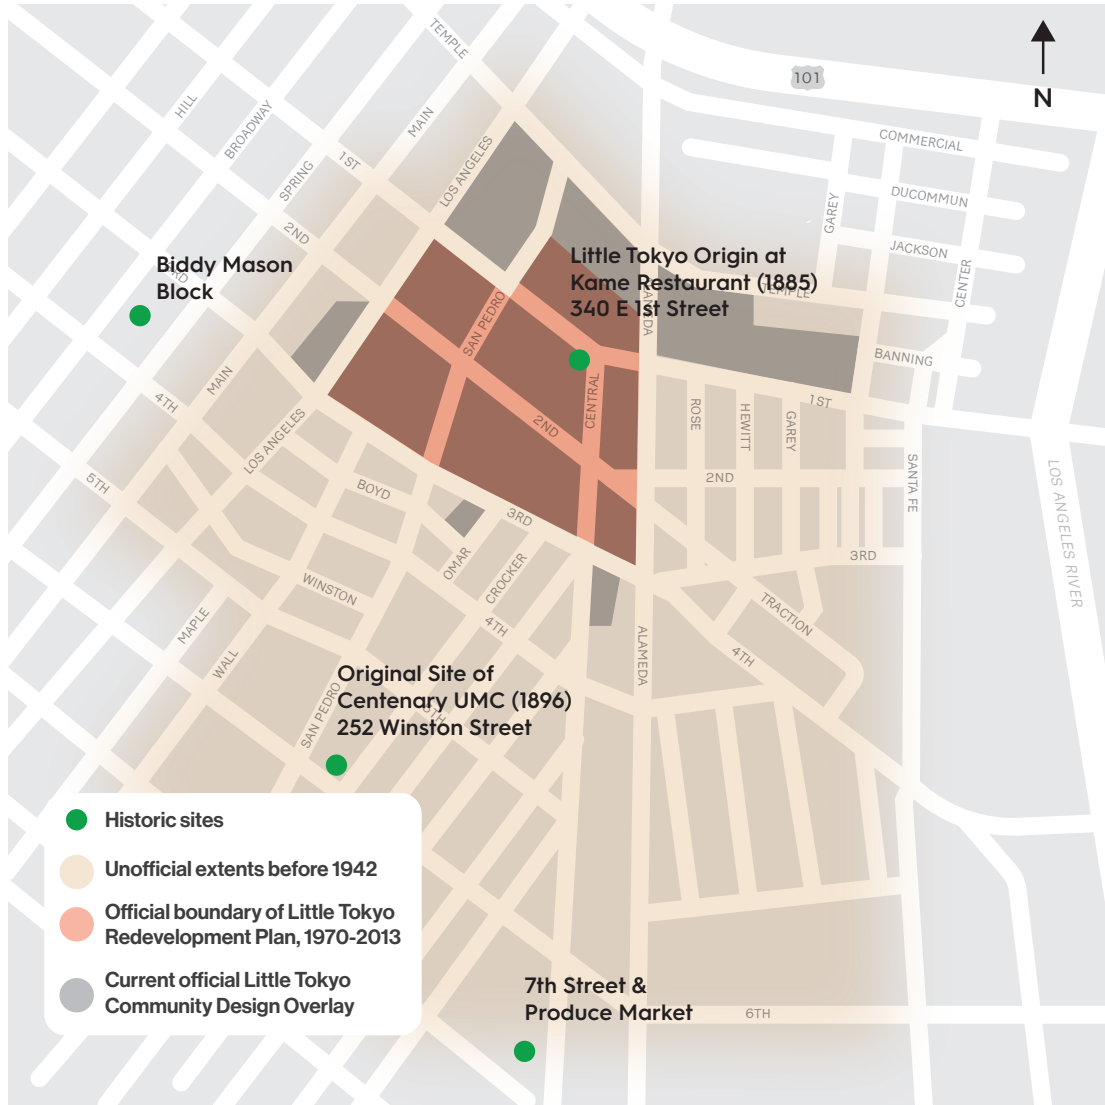 TEMPLE
101
N
HILL
BROADWAY
MAIN
COMMERCIAL
SPRING
1ST
LOS ANGELES
DUCOMMUN
GAREY
2ND
JACKSON
CENTER
Biddy Mason
Block
RD
Little Tokyo Origin at
Kame Restaurant (1885)
340 E 1st Street
TEMPLE
SAN PEDRO
BANNING
MAIN
4TH
CENTRAL
ROSE
HEWITT
GAREY
1ST
LOS ANGELES
2ND
2ND
SANTA FE
LOS ANGELES RIVER
5TH
BOYD
3RD
OMAR
CROCKER
3RD
WINSTON
TRACTION
MAPLE
WALL
4TH
ALAMEDA
4TH
Original Site of
Centenary UMC (1896)
252 Winston Street
SAN PEDRO
5TH
Historic sites
Unofficial extents before 1942
Official boundary of Little Tokyo
Redevelopment Plan, 1970-2013
Current official Little Tokyo
Community Design Overlay
7th Street &
Produce Market
6TH